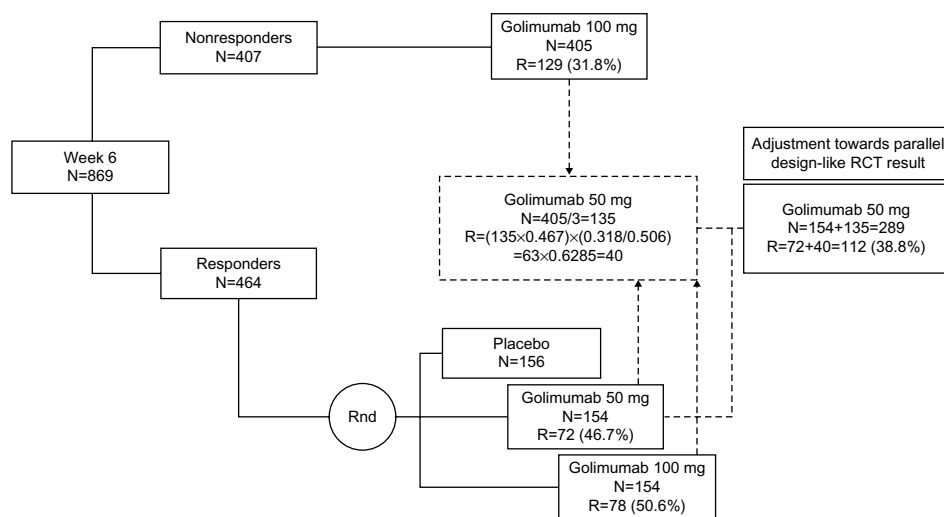 Nonresponders
N=407
Golimumab 100 mg
N=405
R=129 (31.8%)
Week 6
N=869
Adjustment towards parallel
design-like RCT result
Golimumab 50 mg
N=405/3=135
R=(135×0.467)×(0.318/0.506)
=63×0.6285=40
Golimumab 50 mg
N=154+135=289
R=72+40=112 (38.8%)
Responders
N=464
Placebo
N=156
Rnd
Golimumab 50 mg
N=154
R=72 (46.7%)
Golimumab 100 mg
N=154
R=78 (50.6%)